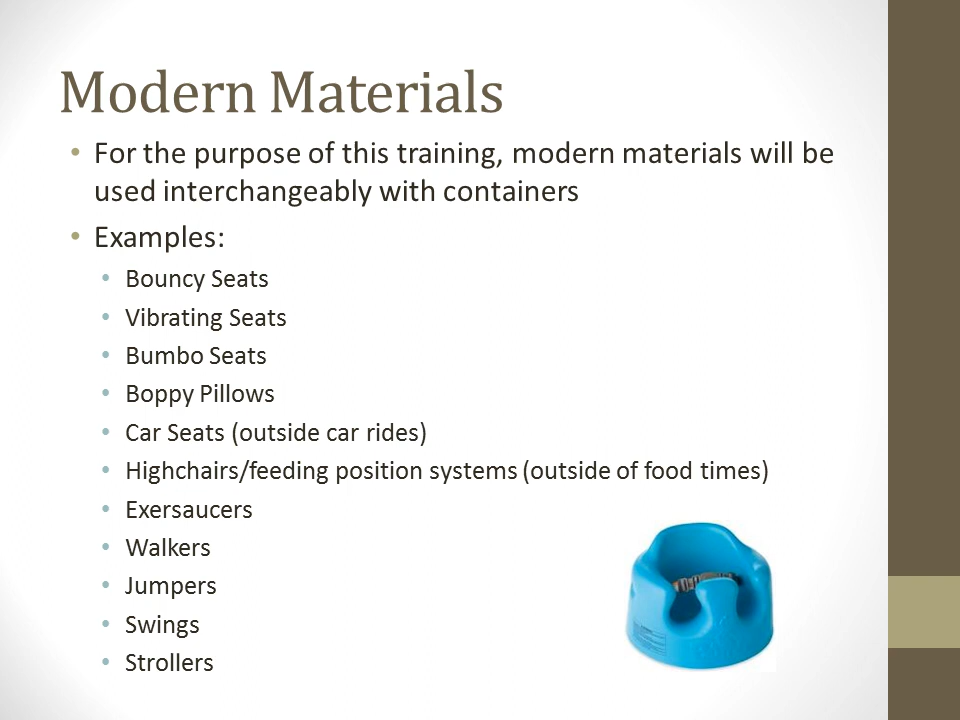 Modern Materials
• For the purpose of this training, modern materials will be
used interchangeably with containers
• Examples:
• Bouncy Seats
• Vibrating Seats
• Bumbo Seats
• Boppy Pillows
• Car Seats (outside car rides)
• Highchairs/feeding position systems (outside of food times)
• Exersaucers
• Walkers
• Jumpers
• Swings
• Strollers